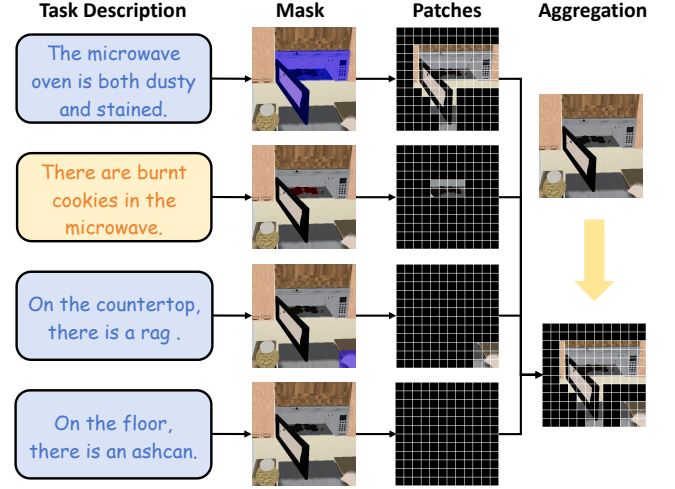 Task Description Mask Patches Aggregation
The microwave
oven is both dusty
and stained.
There are burnt
cookies in the
microwave.
On the countertop,
there is a rag .
On the floor,
there is an ashcan.